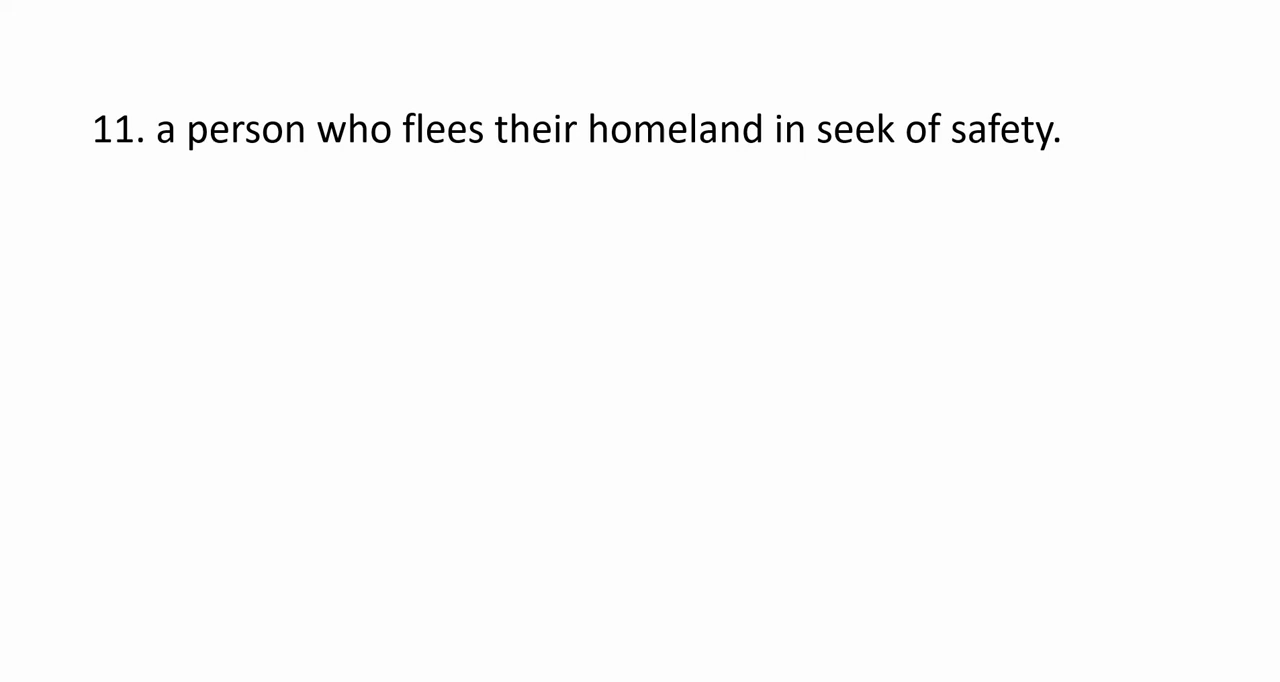 11. a person who flees their homeland in seek of safety.